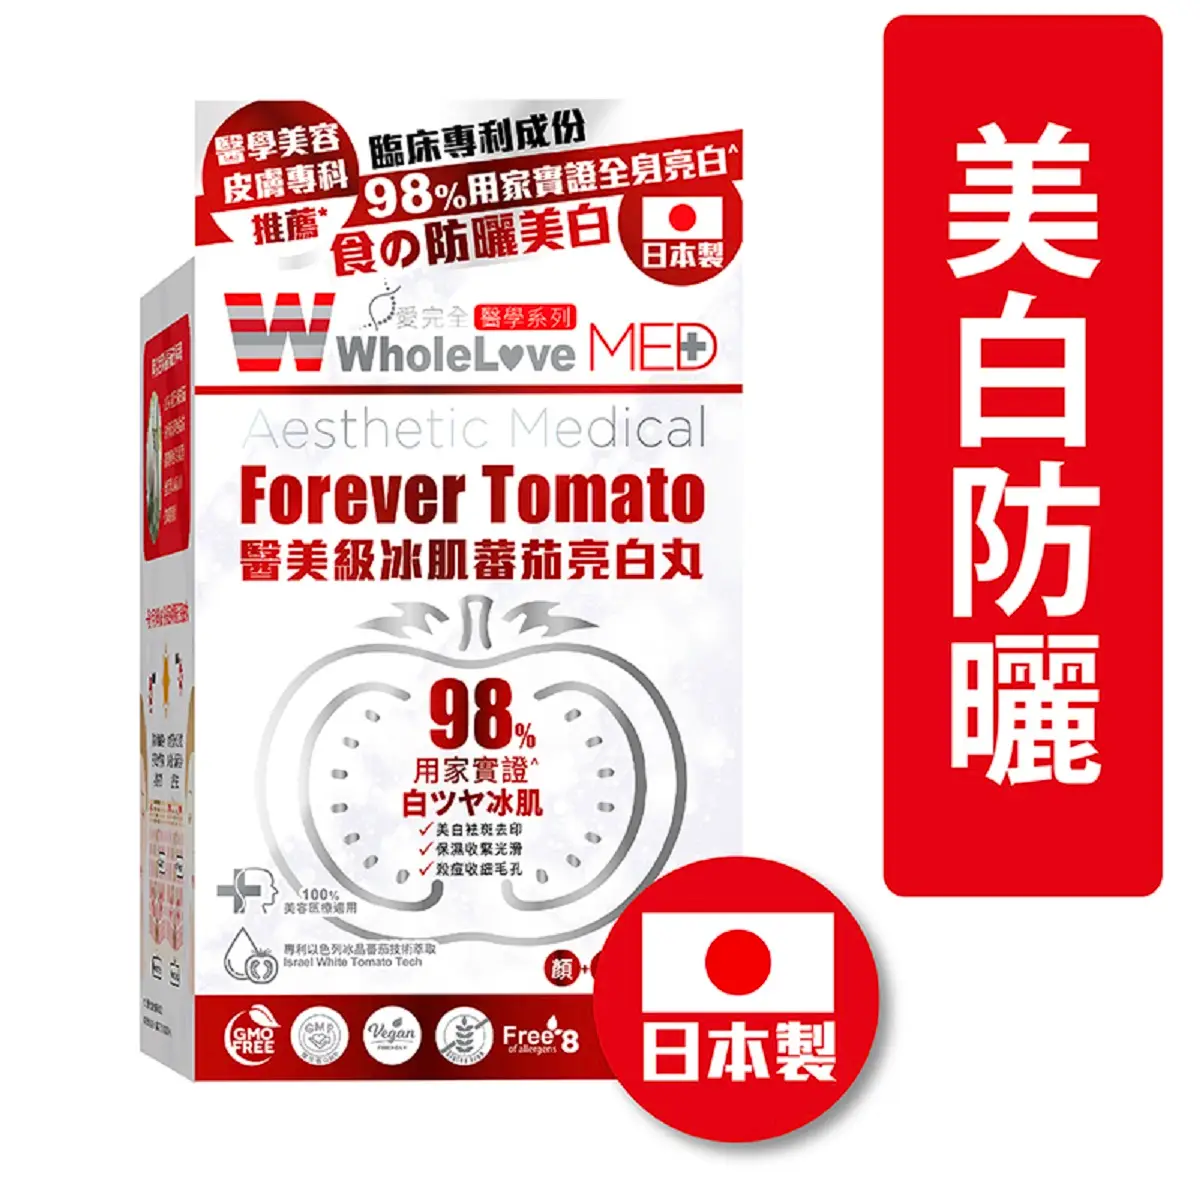 醫學美容
皮膚專科
推薦*
臨床專利成份
98%用家實證全身亮白^
食の防曬美白
日本製
愛完全 醫學系列
W WholeLove MED
Aesthetic Medical
Forever Tomato
醫美級冰肌蕃茄亮白丸
98%
用家實證^
白ツヤ冰肌
✓美白祛斑去印
✓保濕收緊光滑
✓殺痘收細毛孔
100%
美容医療適用
專利以色列冰晶番茄技術萃取
Israel White Tomato Tech
顏+
GMO
FREE
GMP
Vegan
Free 8
of allergens
美白防曬
日本製